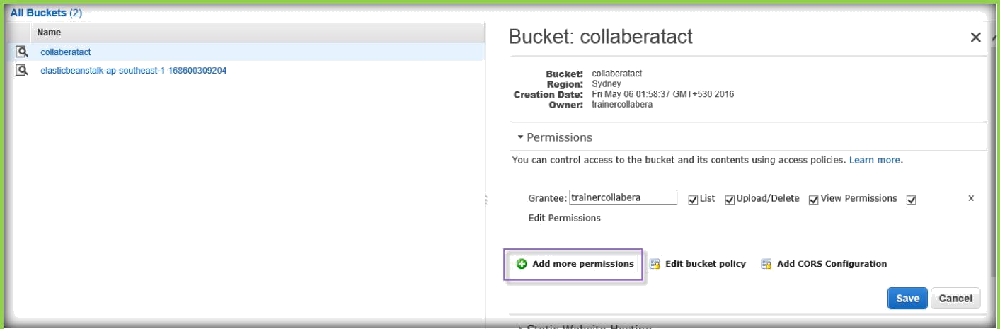 All Buckets (2)
Name
collaberatact
elasticbeanstalk-ap-southeast-1-168600309204
Bucket: collaberatact
Bucket: collaberatact
Region: Sydney
Creation Date: Fri May 06 01:58:37 GMT+530 2016
Owner: trainercollabera
Permissions
You can control access to the bucket and its contents using access policies. Learn more.
Grantee: trainercollabera List Upload/Delete View Permissions x
Edit Permissions
Add more permissions Edit bucket policy Add CORS Configuration
Save Cancel
Static Website Hosting